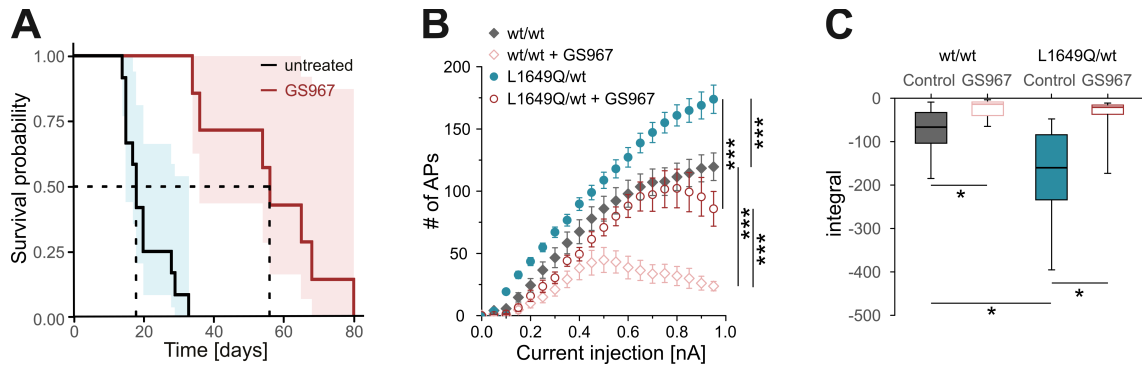 A
Survival probability
1.00
0.75
0.50
0.25
0.00
0
20
40
60
80
Time [days]
untreated
GS967
B
wt/wt
wt/wt + GS967
L1649Q/wt
L1649Q/wt + GS967
# of APs
200
150
100
50
0
0.0
0.2
0.4
0.6
0.8
1.0
Current injection [nA]
***
***
***
***
C
wt/wt
L1649Q/wt
Control
GS967
Control
GS967
integral
0
-100
-200
-300
-400
-500
*
*
*